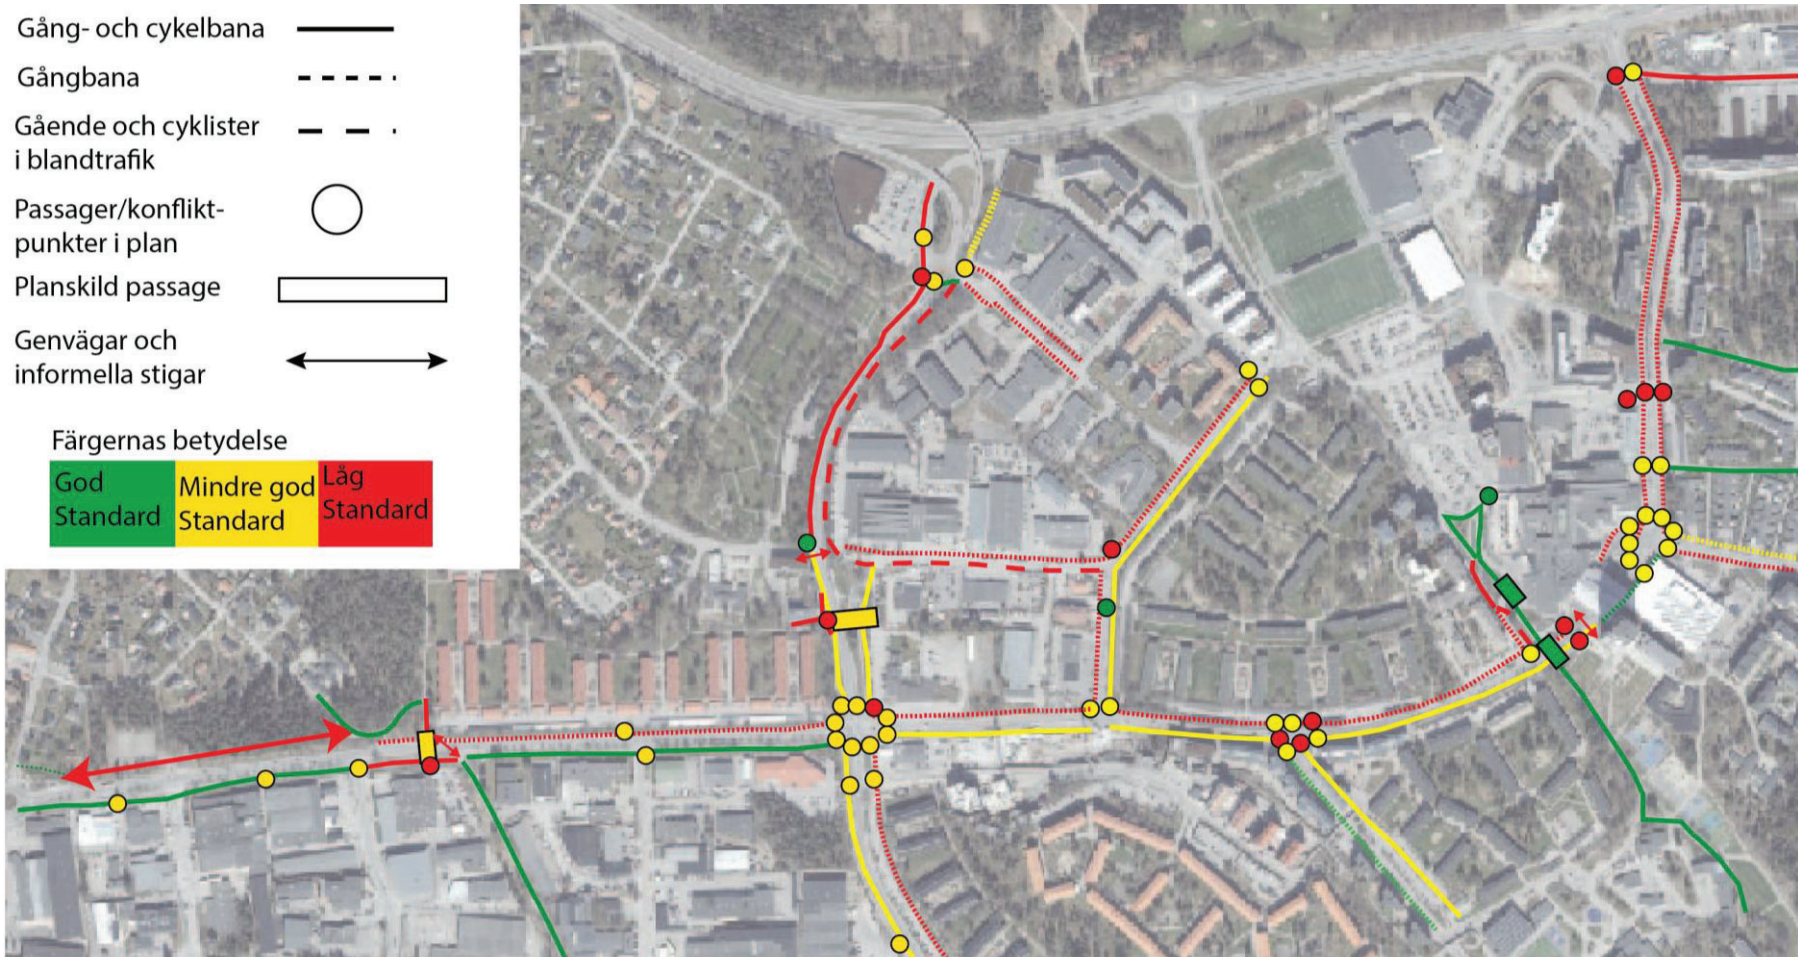 Gång- och cykelbana
Gångbana
Gående och cyklister
i blandtrafik
Passager/konflikt-
punkter i plan
Planskild passage
Genvägar och
informella stigar
Färgernas betydelse
God
Standard
Mindre god
Standard
Låg
Standard